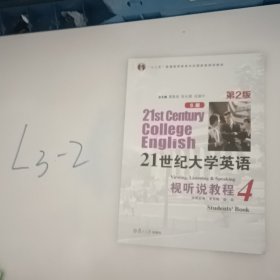 L3-2
第2版
21st Century
College
English
21世纪大学英语
Viewing, Listening & Speaking
视听说教程 4
Students' Book